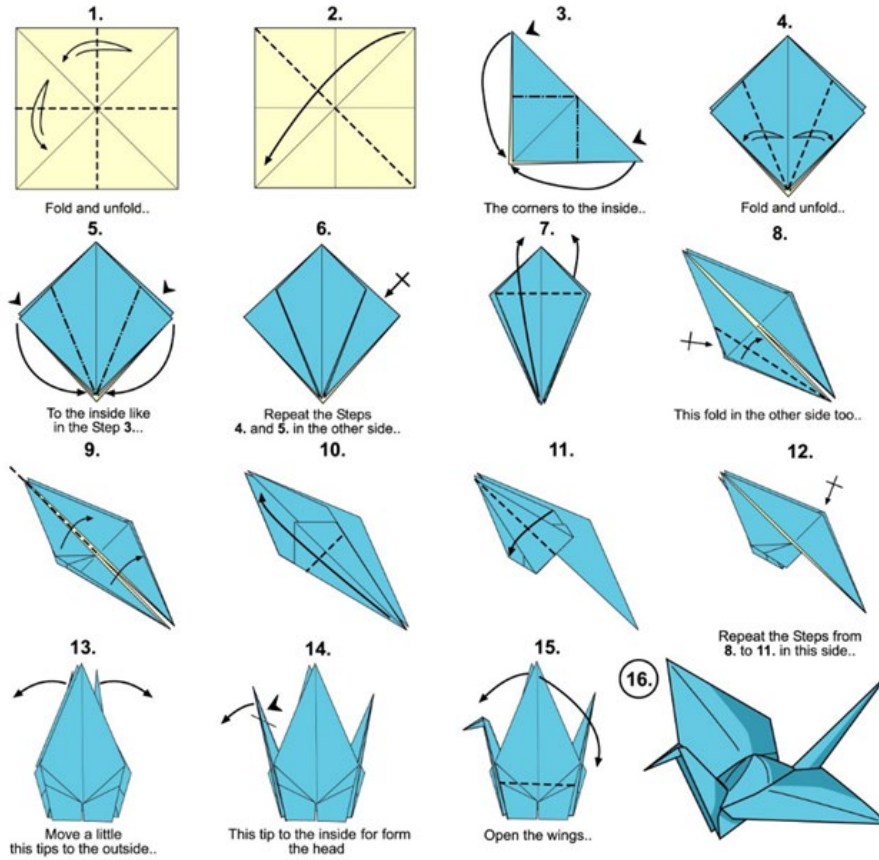 1.
2.
3.
4.
Fold and unfold..
The corners to the inside..
Fold and unfold..
5.
6.
7.
8.
To the inside like
in the Step 3...
Repeat the Steps
4. and 5. in the other side..
This fold in the other side too..
9.
10.
11.
12.
Repeat the Steps from
8. to 11. in this side..
13.
14.
15.
16.
Move a little
this tips to the outside..
This tip to the inside for form
the head
Open the wings..